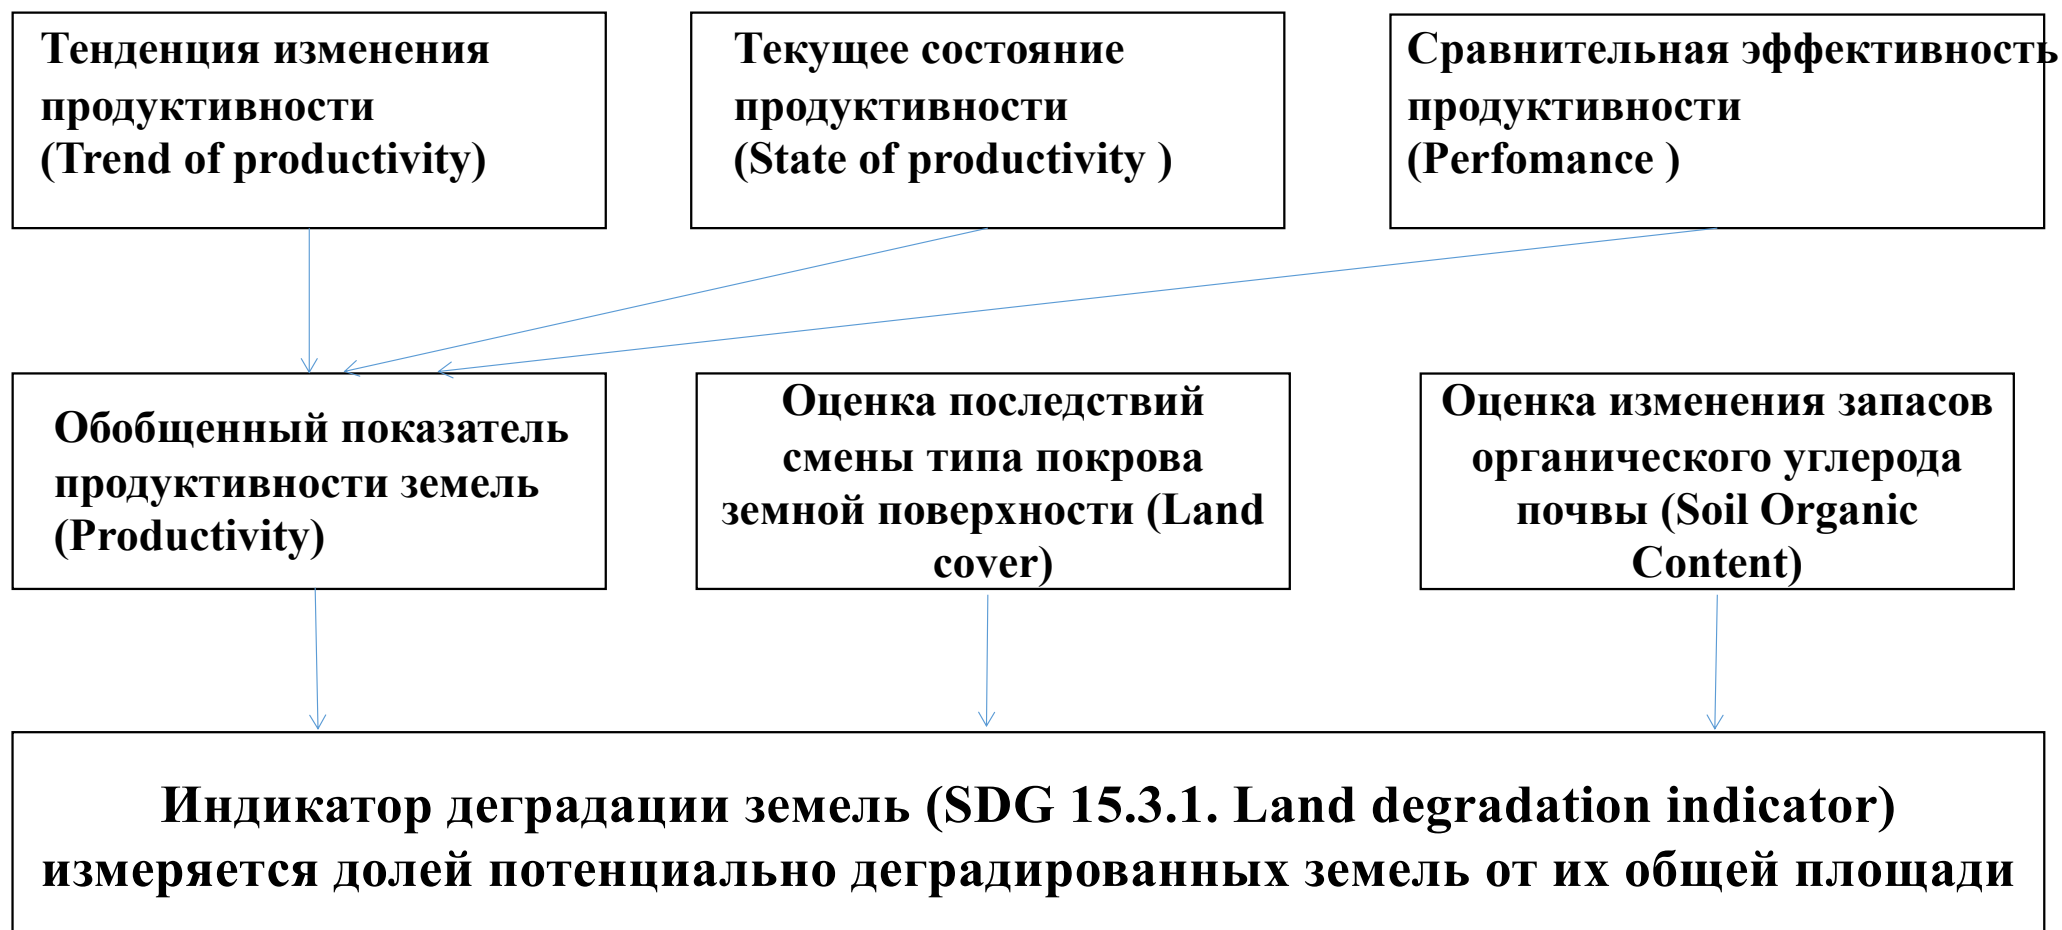 Тенденция изменения
продуктивности
(Trend of productivity)
Текущее состояние
продуктивности
(State of productivity )
Сравнительная эффективность
продуктивности
(Perfomance )
Обобщенный показатель
продуктивности земель
(Productivity)
Оценка последствий
смены типа покрова
земной поверхности (Land
cover)
Оценка изменения запасов
органического углерода
почвы (Soil Organic
Content)
Индикатор деградации земель (SDG 15.3.1. Land degradation indicator)
измеряется долей потенциально деградированных земель от их общей площади